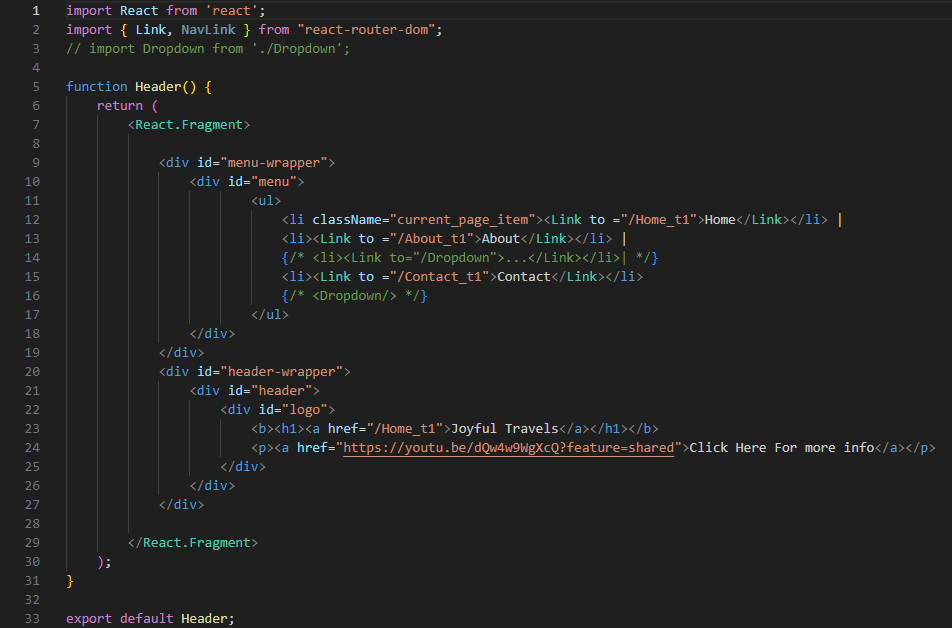 1 import React from 'react';
2 import { Link, NavLink } from "react-router-dom";
3 // import Dropdown from './Dropdown';
4
5 function Header() {
6 return (
7 <React.Fragment>
8
9 <div id="menu-wrapper">
10 <div id="menu">
11 <ul>
12 <li className="current_page_item"><Link to ="/Home_t1">Home</Link></li> |
13 <li><Link to ="/About_t1">About</Link></li> |
14 {/* <li><Link to="/Dropdown">...</Link></li>| */}
15 <li><Link to ="/Contact_t1">Contact</Link></li>
16 {/* <Dropdown/> */}
17 </ul>
18 </div>
19 </div>
20 <div id="header-wrapper">
21 <div id="header">
22 <div id="logo">
23 <b><h1><a href="/Home_t1">Joyful Travels</a></h1></b>
24 <p><a href="https://youtu.be/dQw4w9WgXcQ?feature=shared">Click Here For more info</a></p>
25 </div>
26 </div>
27 </div>
28
29 </React.Fragment>
30 );
31 }
32
33 export default Header;